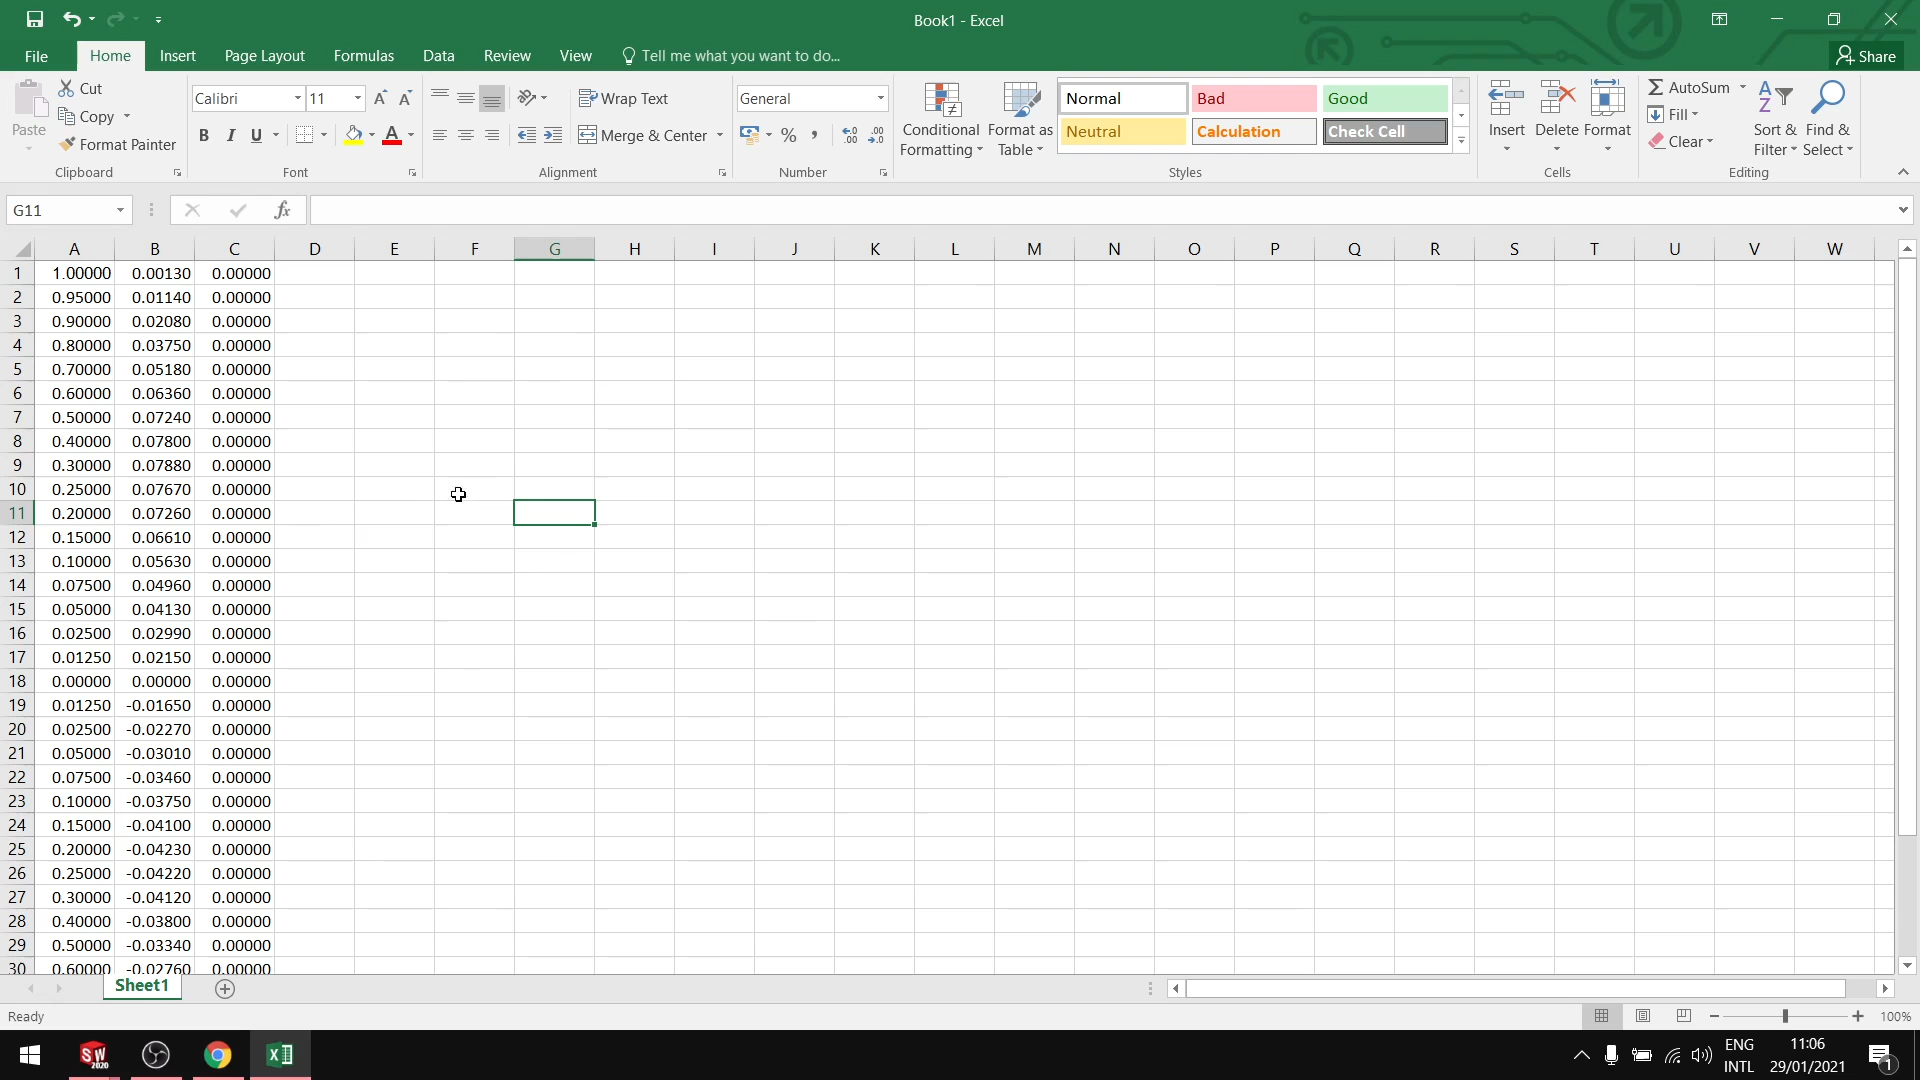 Book1 - Excel
File Home Insert Page Layout Formulas Data Review View Tell me what you want to do... Share
Paste
Cut
Copy
Format Painter
Clipboard
Calibri 11
B I U
Font
Wrap Text
Merge & Center
Alignment
General
%
Number
Conditional Formatting
Format as Table
Normal Bad Good
Neutral Calculation Check Cell
Styles
Insert Delete Format
Cells
AutoSum
Fill
Clear
Sort & Filter
Find & Select
Editing
G11
fx
A B C D E F G H I J K L M N O P Q R S T U V W
1 1.00000 0.00130 0.00000
2 0.95000 0.01140 0.00000
3 0.90000 0.02080 0.00000
4 0.80000 0.03750 0.00000
5 0.70000 0.05180 0.00000
6 0.60000 0.06360 0.00000
7 0.50000 0.07240 0.00000
8 0.40000 0.07800 0.00000
9 0.30000 0.07880 0.00000
10 0.25000 0.07670 0.00000
11 0.20000 0.07260 0.00000
12 0.15000 0.06610 0.00000
13 0.10000 0.05630 0.00000
14 0.07500 0.04960 0.00000
15 0.05000 0.04130 0.00000
16 0.02500 0.02990 0.00000
17 0.01250 0.02150 0.00000
18 0.00000 0.00000 0.00000
19 0.01250 -0.01650 0.00000
20 0.02500 -0.02270 0.00000
21 0.05000 -0.03010 0.00000
22 0.07500 -0.03460 0.00000
23 0.10000 -0.03750 0.00000
24 0.15000 -0.04100 0.00000
25 0.20000 -0.04230 0.00000
26 0.25000 -0.04220 0.00000
27 0.30000 -0.04120 0.00000
28 0.40000 -0.03800 0.00000
29 0.50000 -0.03340 0.00000
30 0.60000 -0.02760 0.00000
Sheet1
Ready
100%
SW 2020
ENG
INTL
11:06
29/01/2021
1